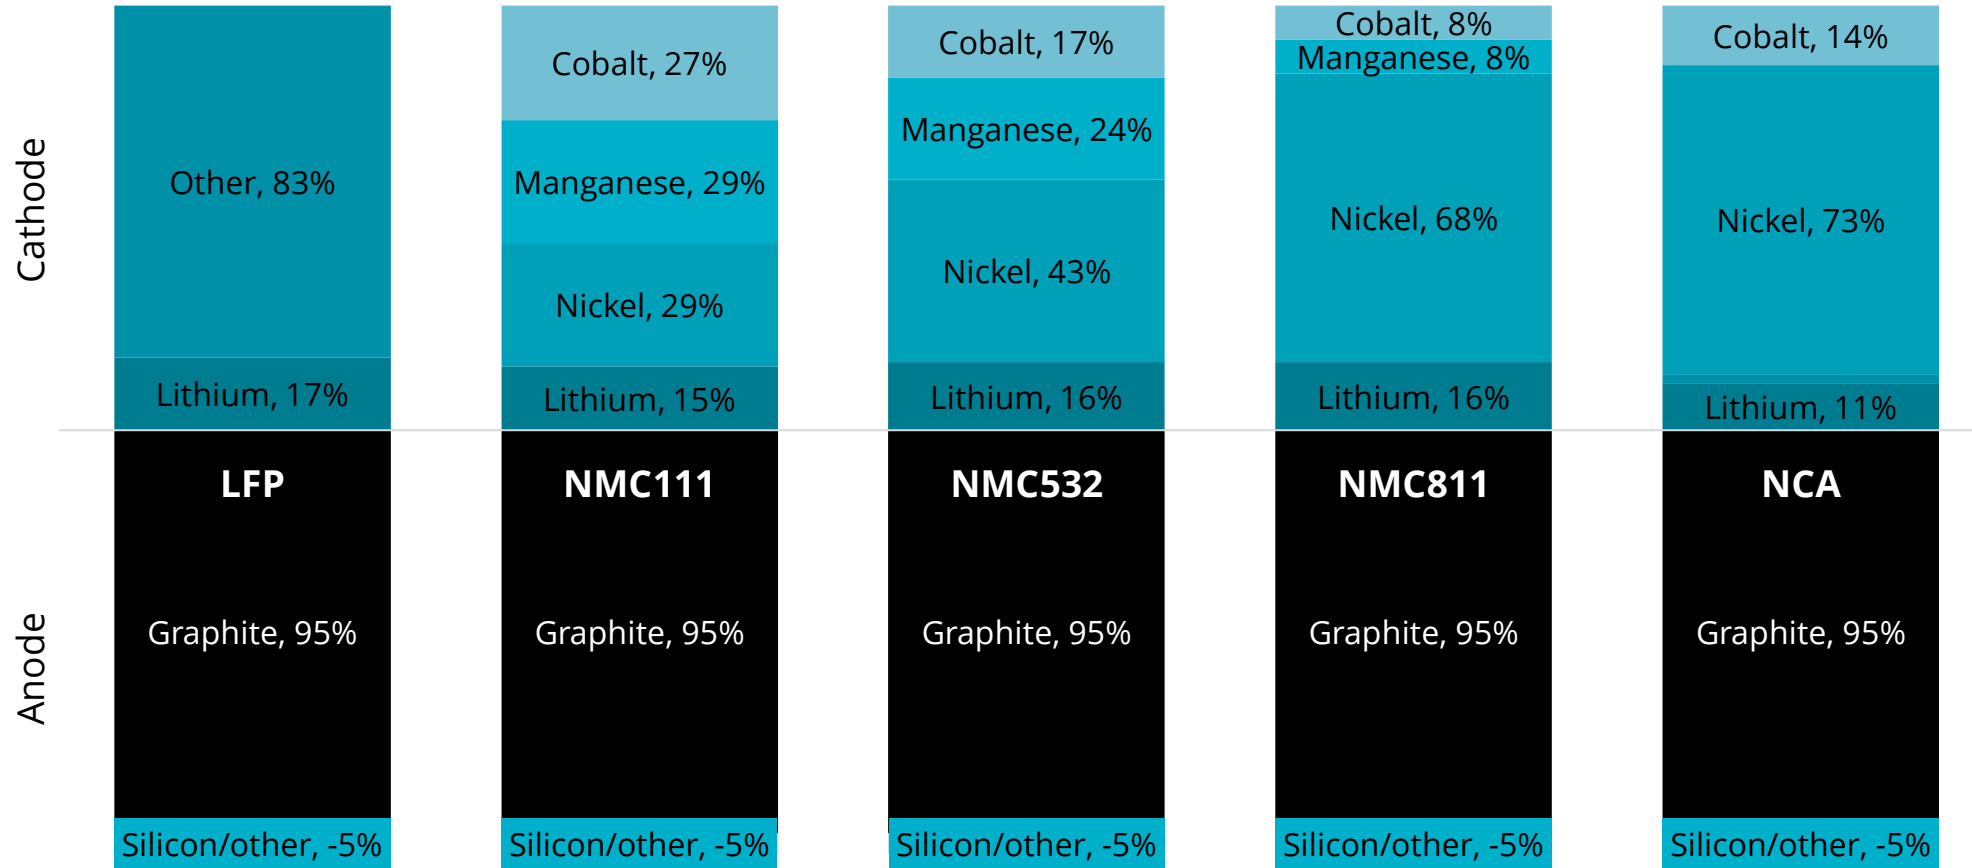 Cathode
Anode
Other, 83%
Lithium, 17%
LFP
Graphite, 95%
Silicon/other, -5%
Cobalt, 27%
Manganese, 29%
Nickel, 29%
Lithium, 15%
NMC111
Graphite, 95%
Silicon/other, -5%
Cobalt, 17%
Manganese, 24%
Nickel, 43%
Lithium, 16%
NMC532
Graphite, 95%
Silicon/other, -5%
Cobalt, 8%
Manganese, 8%
Nickel, 68%
Lithium, 16%
NMC811
Graphite, 95%
Silicon/other, -5%
Cobalt, 14%
Nickel, 73%
Lithium, 11%
NCA
Graphite, 95%
Silicon/other, -5%